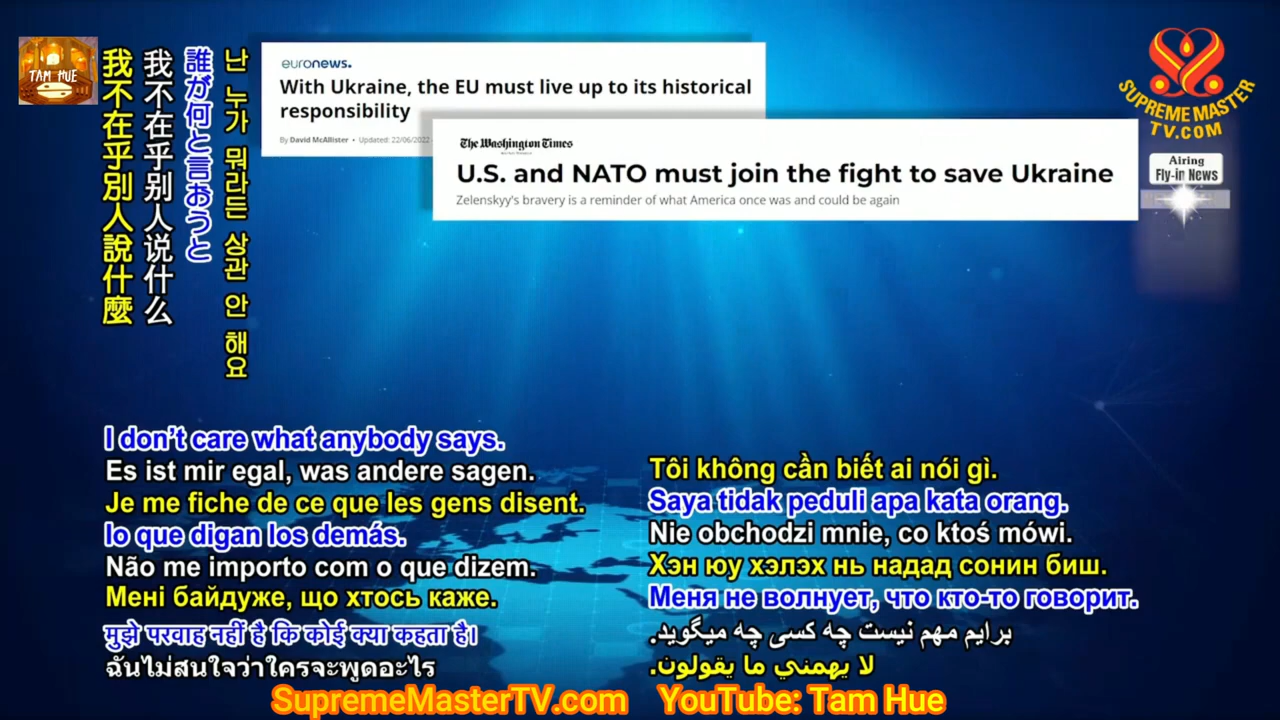 TAM HUE
我不在乎別人說什麼
我不在乎别人说什么
誰が何と言おうと
난 누가 뭐라든 상관 안 해요
euronews.
With Ukraine, the EU must live up to its historical
responsibility
By David McAllister • Updated: 22/06/2022
The Washington Times
U.S. and NATO must join the fight to save Ukraine
Zelenskyy's bravery is a reminder of what America once was and could be again
SUPREME MASTER
TV.COM
Airing
Fly-in News
I don't care what anybody says.
Es ist mir egal, was andere sagen.
Je me fiche de ce que les gens disent.
lo que digan los demás.
Não me importo com o que dizem.
Мені байдуже, що хтось каже.
मुझे परवाह नहीं है कि कोई क्या कहता है।
ฉันไม่สนใจว่าใครจะพูดอะไร
Tôi không cần biết ai nói gì.
Saya tidak peduli apa kata orang.
Nie obchodzi mnie, co ktoś mówi.
Хэн юу хэлэх нь надад сонин биш.
Меня не волнует, что кто-то говорит.
برایم مهم نیست چه کسی چه میگوید.
لا يهمني ما يقولون.
SupremeMasterTV.com YouTube: Tam Hue